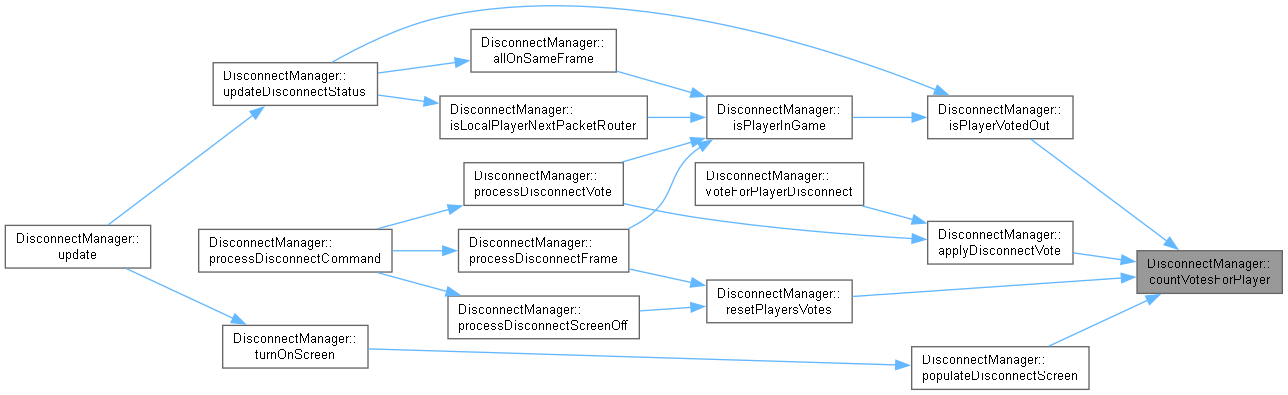 DisconnectManager::
allOnSameFrame
DisconnectManager::
updateDisconnectStatus
DisconnectManager::
isLocalPlayerNextPacketRouter
DisconnectManager::
isPlayerInGame
DisconnectManager::
isPlayerVotedOut
DisconnectManager::
processDisconnectVote
DisconnectManager::
voteForPlayerDisconnect
DisconnectManager::
update
DisconnectManager::
processDisconnectCommand
DisconnectManager::
processDisconnectFrame
DisconnectManager::
applyDisconnectVote
DisconnectManager::
countVotesForPlayer
DisconnectManager::
processDisconnectScreenOff
DisconnectManager::
resetPlayersVotes
DisconnectManager::
turnOnScreen
DisconnectManager::
populateDisconnectScreen